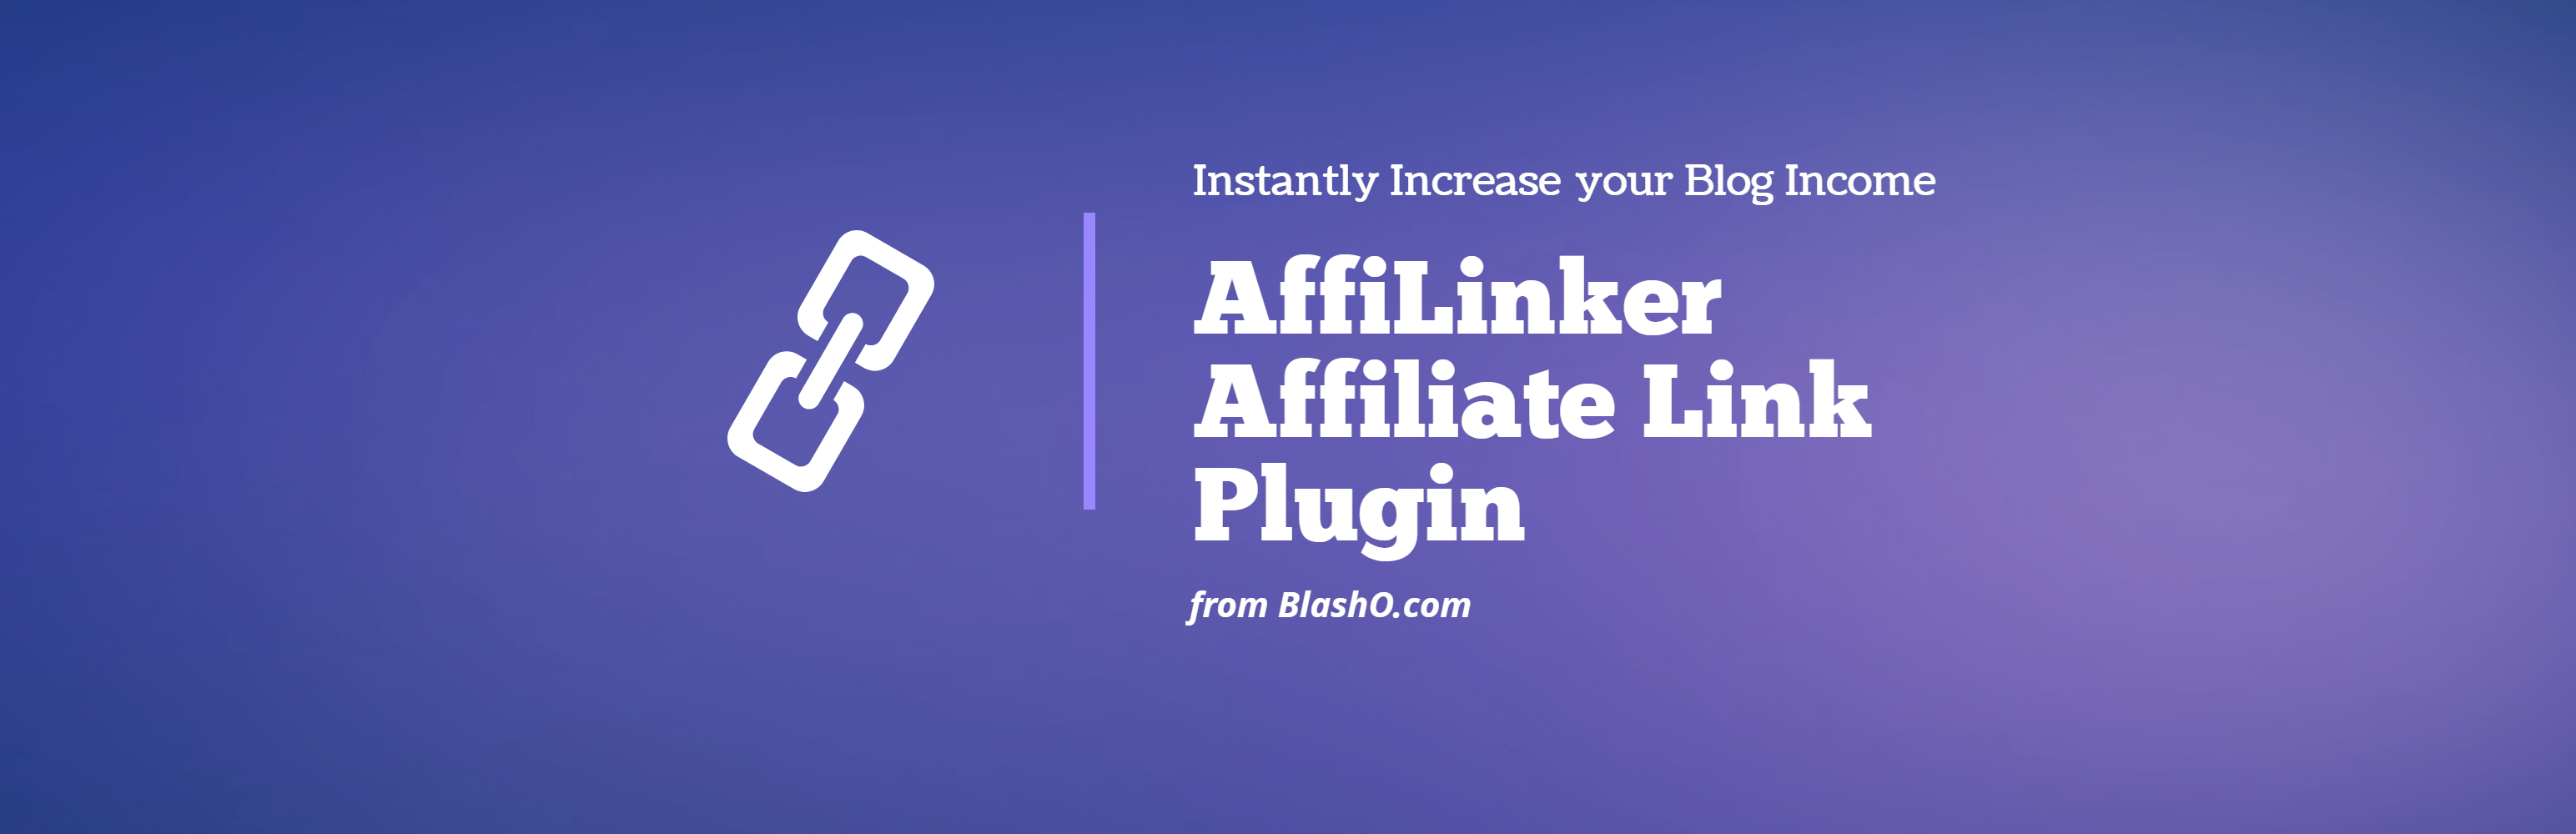 Instantly Increase your Blog Income
AffiLinker
Affiliate Link
Plugin
from BlashO.com